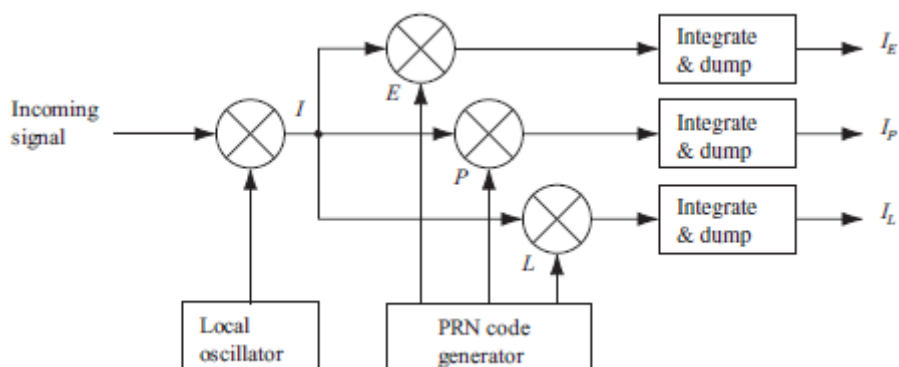 Integrate
& dump
I_E
E
Incoming
signal
I
Integrate
& dump
I_P
P
Integrate
& dump
I_L
L
Local
oscillator
PRN code
generator